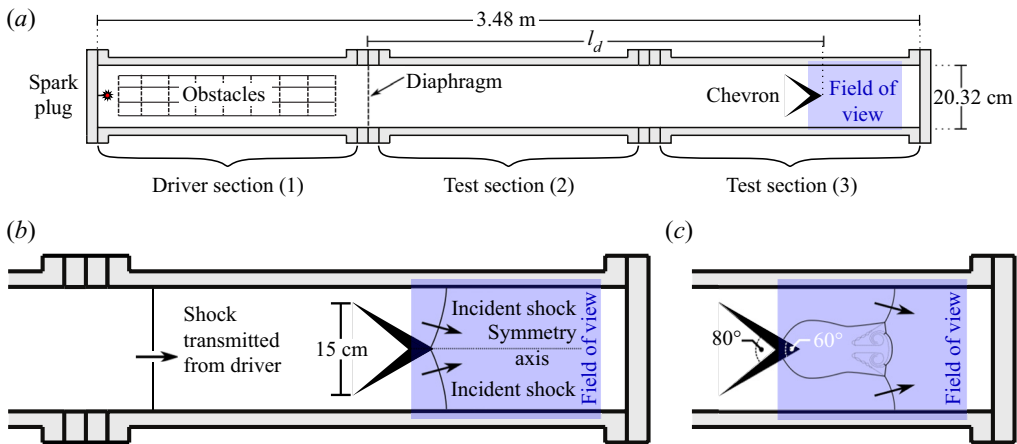 (a)
3.48 m
l_d
Spark
plug
Obstacles
Diaphragm
Chevron
Field of
view
20.32 cm
Driver section (1)
Test section (2)
Test section (3)
(b)
Shock
transmitted
from driver
15 cm
Incident shock
Symmetry
axis
Incident shock
Field of view
(c)
80°
60°
Field of view